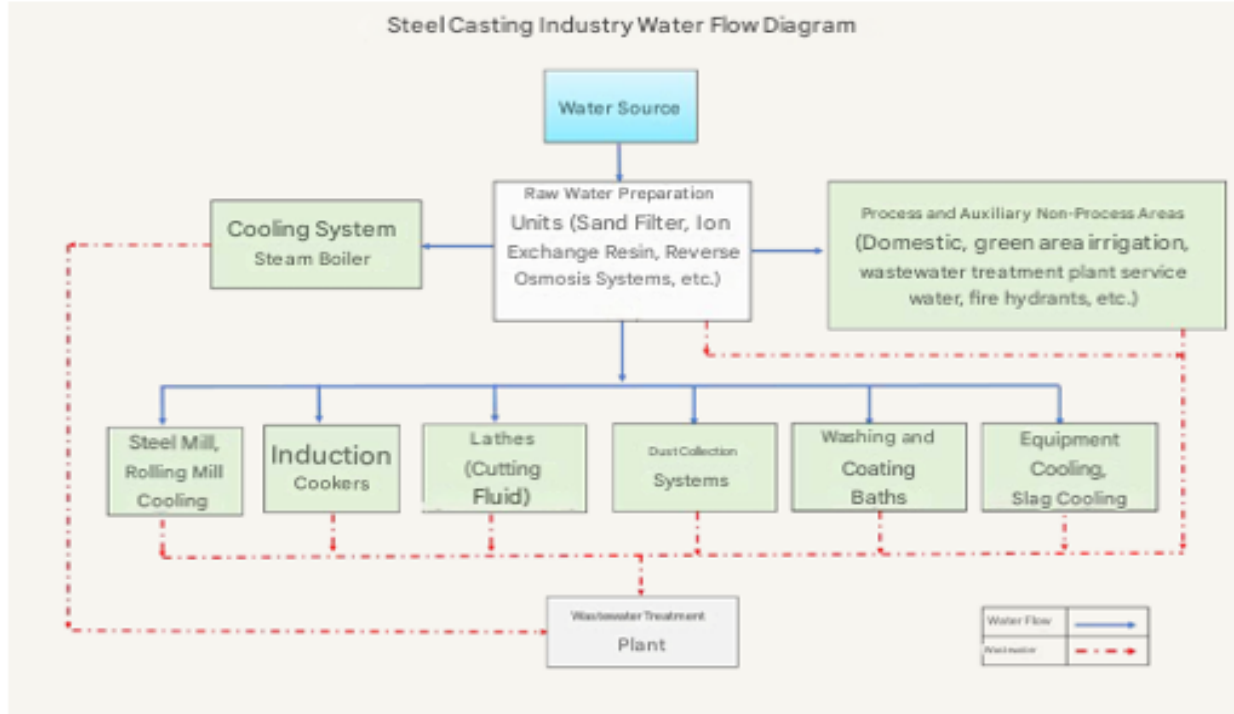 Steel Casting Industry Water Flow Diagram
Water Source
Raw Water Preparation
Units (Sand Filter, Ion
Exchange Resin, Reverse
Osmosis Systems, etc.)
Cooling System
Steam Boiler
Process and Auxiliary Non-Process Areas
(Domestic, green area irrigation,
wastewater treatment plant service
water, fire hydrants, etc.)
Steel Mill,
Rolling Mill
Cooling
Induction
Cookers
Lathes
(Cutting
Fluid)
Dust Collection
Systems
Washing and
Coating
Baths
Equipment
Cooling,
Slag Cooling
Wastewater Treatment
Plant
Water Flow
Wastewater